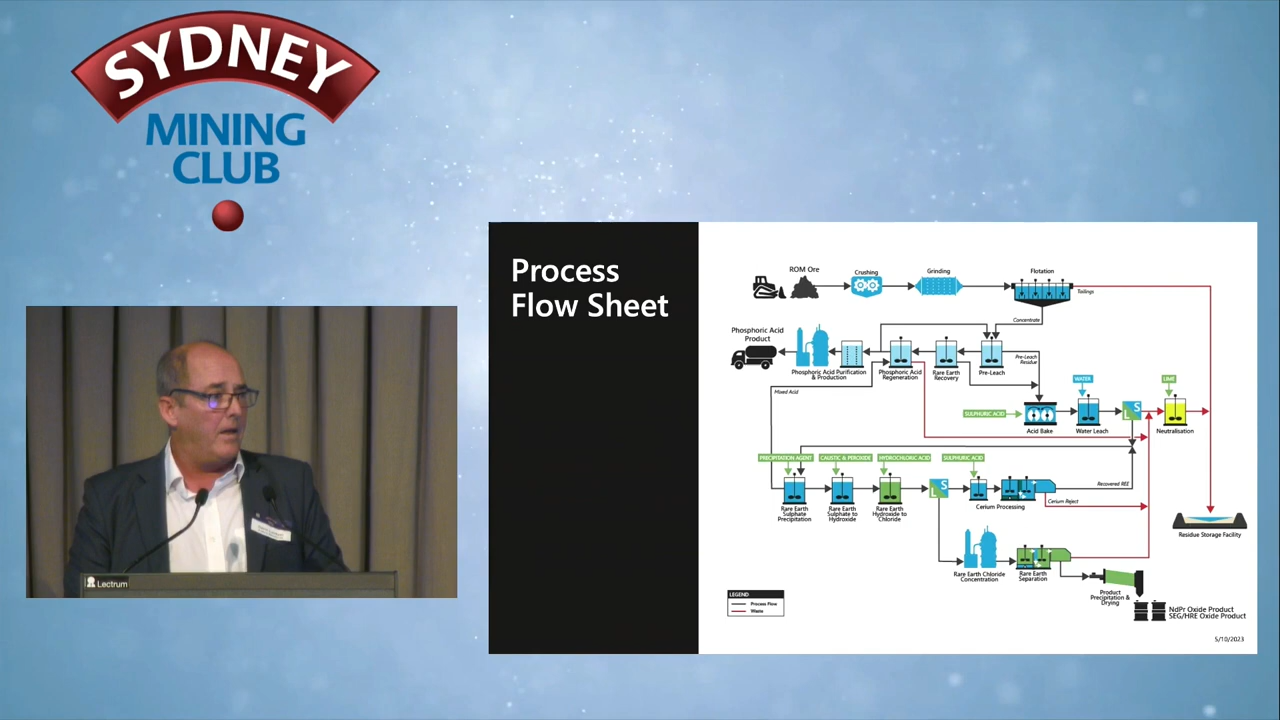 SYDNEY
MINING
CLUB
Lectrum
Process
Flow Sheet
ROM Ore
Crushing
Grinding
Flotation
Tailings
Concentrate
Phosphoric Acid
Product
Phosphoric Acid Purification
& Production
Phosphoric Acid
Regeneration
Rare Earth
Recovery
Pre-Leach
Pre-Leach
Residue
Mixed Acid
WATER
LIME
SULPHURIC ACID
Acid Bake
Water Leach
L S
Neutralisation
PRECIPITATION AGENT
CAUSTIC & PEROXIDE
HYDROCHLORIC ACID
SULPHURIC ACID
L S
Recovered REE
Cerium Reject
Rare Earth
Sulphate
Precipitation
Rare Earth
Sulphate to
Hydroxide
Rare Earth
Hydroxide to
Chloride
Cerium Processing
Residue Storage Facility
Rare Earth Chloride
Concentration
Rare Earth
Separation
Product
Precipitation &
Drying
LEGEND
Process Flow
Waste
NdPr Oxide Product
SEG/HRE Oxide Product
5/10/2023